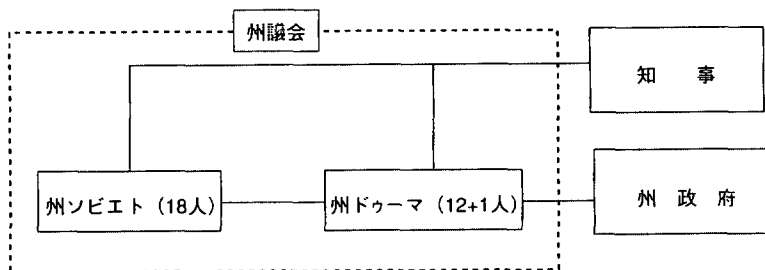 州議会
知 事
州ソビエト (18人)
州ドゥーマ (12+1人)
州 政 府